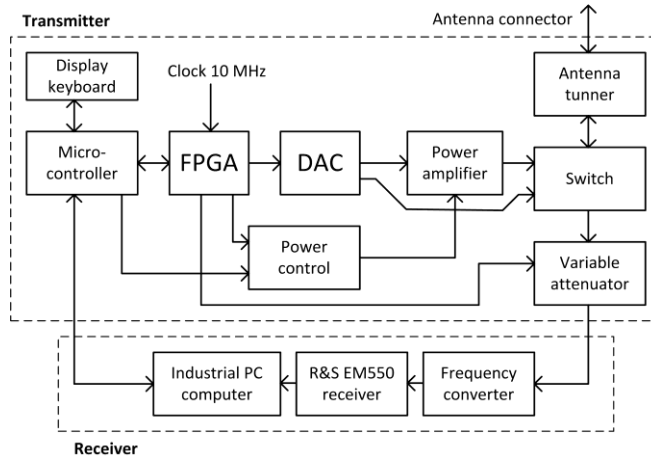 Transmitter
Antenna connector
Display
keyboard
Clock 10 MHz
Antenna
tunner
Micro-
controller
FPGA
DAC
Power
amplifier
Switch
Power
control
Variable
attenuator
Industrial PC
computer
R&S EM550
receiver
Frequency
converter
Receiver